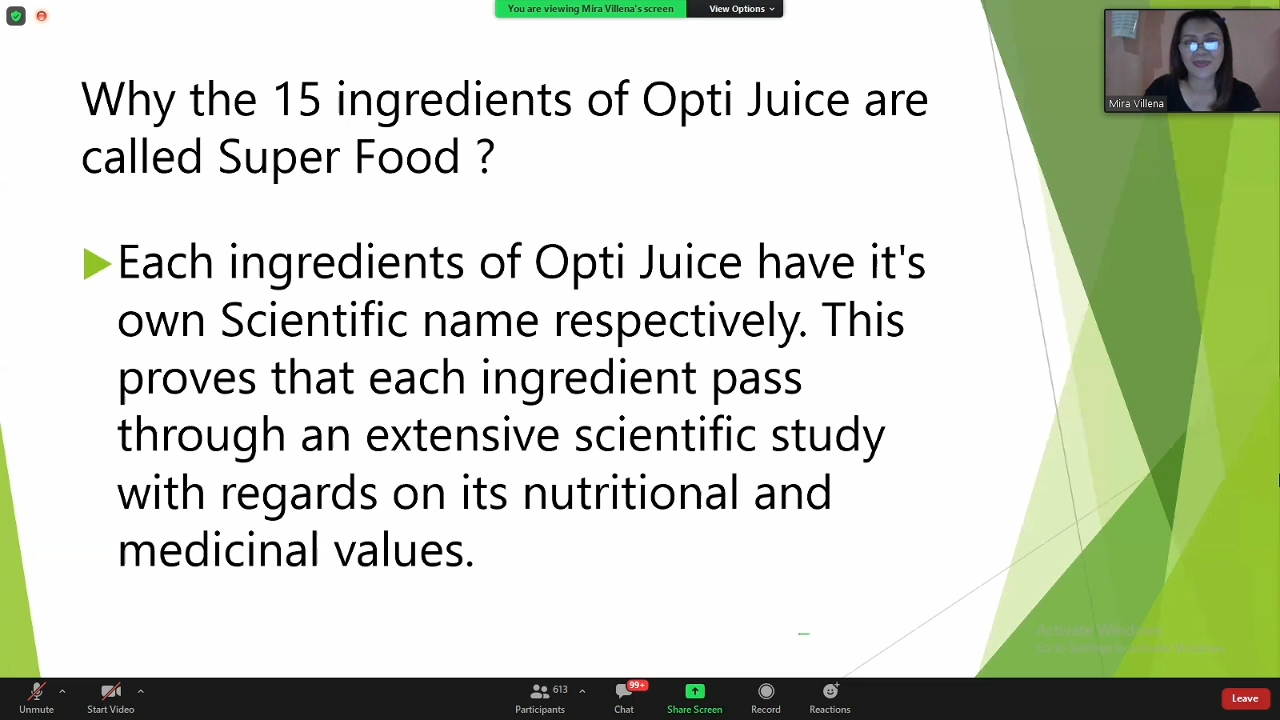 You are viewing Mira Villena's screen
View Options
Mira Villena
Why the 15 ingredients of Opti Juice are
called Super Food ?
Each ingredients of Opti Juice have it's
own Scientific name respectively. This
proves that each ingredient pass
through an extensive scientific study
with regards on its nutritional and
medicinal values.
Activate Windows
Unmute
Start Video
613
Participants
99+
Chat
Share Screen
Record
Reactions
Leave